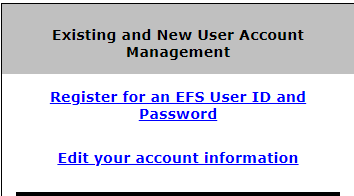 Existing and New User Account
Management
Register for an EFS User ID and
Password
Edit your account information